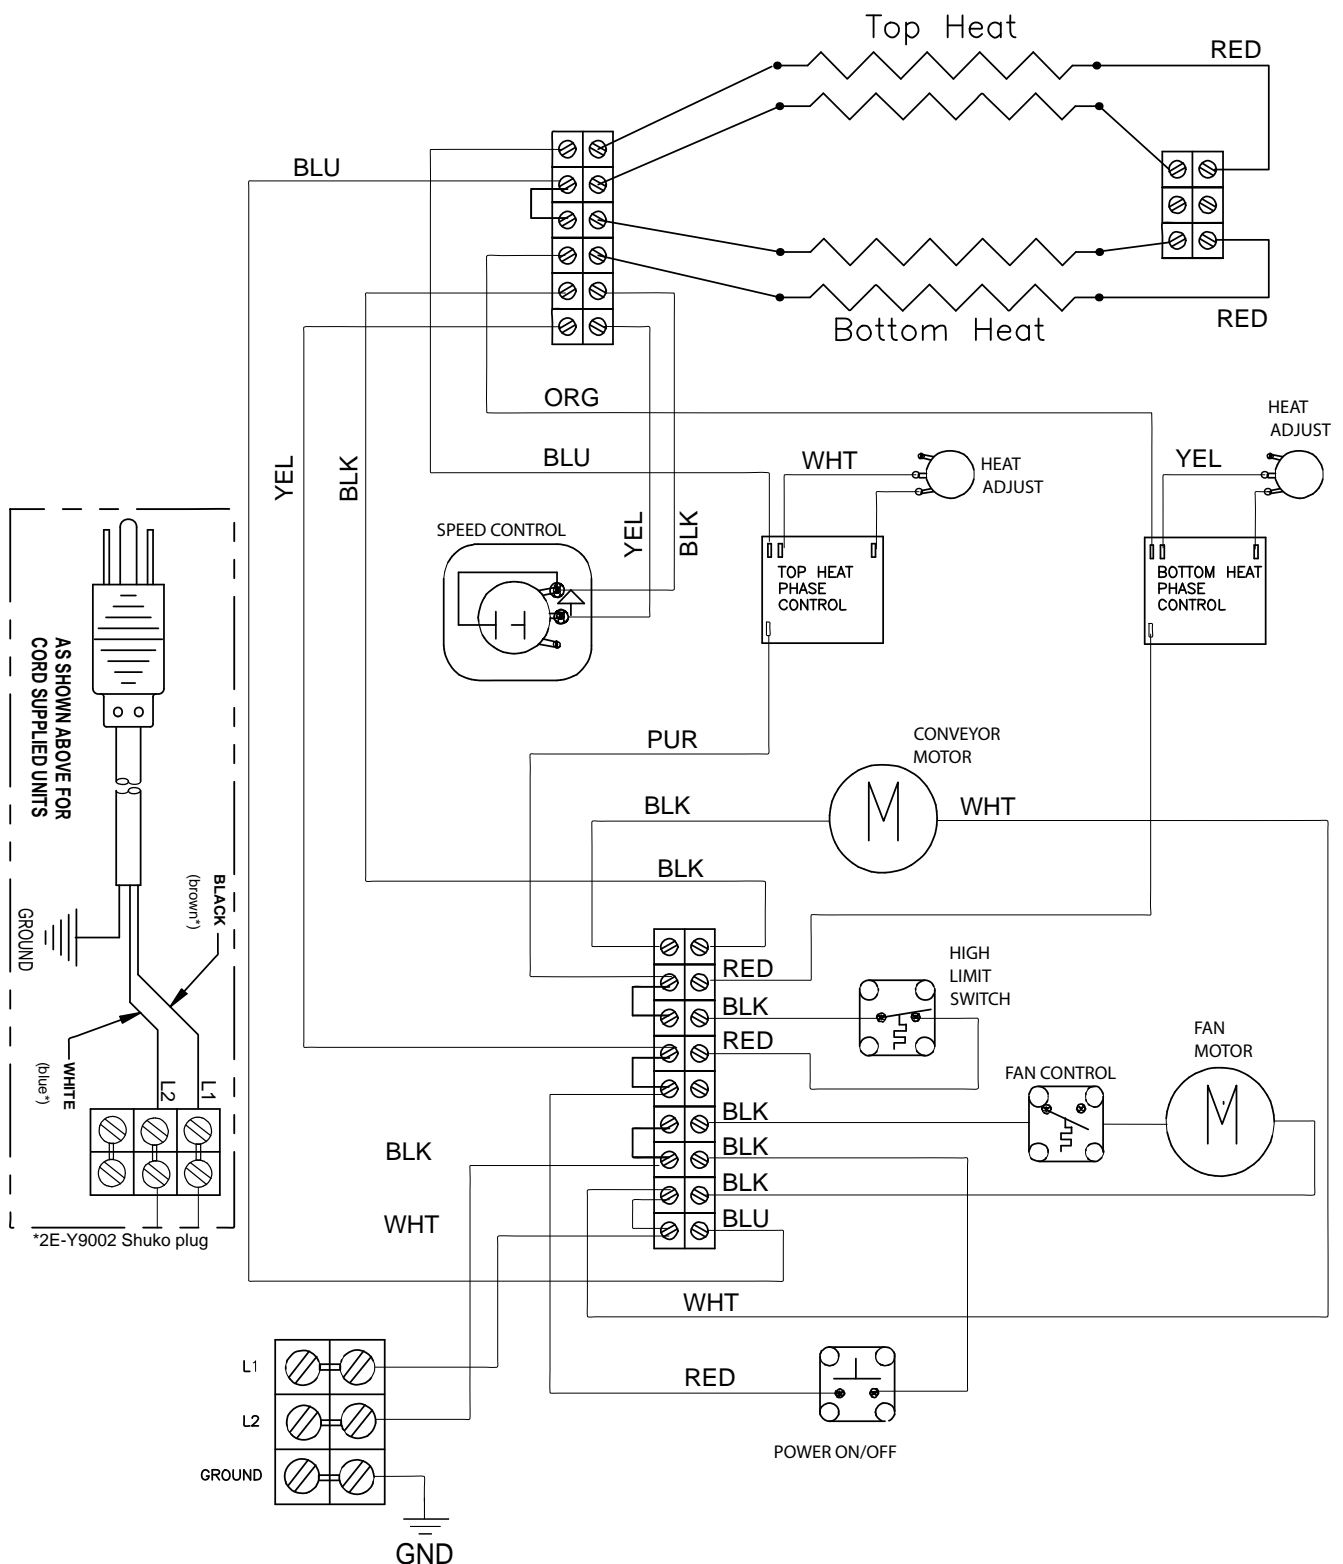 Top Heat
RED
BLU
RED
Bottom Heat
ORG
HEAT
ADJUST
BLU
WHT
HEAT
ADJUST
YEL
YEL
BLK
YEL
BLK
SPEED CONTROL
TOP HEAT
PHASE
CONTROL
BOTTOM HEAT
PHASE
CONTROL
AS SHOWN ABOVE FOR
CORD SUPPLIED UNITS
PUR
CONVEYOR
MOTOR
M
BLK
WHT
BLK
BLACK
(brown*)
GROUND
RED
HIGH
LIMIT
SWITCH
BLK
RED
FAN
MOTOR
M
FAN CONTROL
WHITE
(blue*)
L2
L1
BLK
BLK
BLK
BLK
WHT
BLU
*2E-Y9002 Shuko plug
WHT
L1
RED
L2
POWER ON/OFF
GROUND
GND